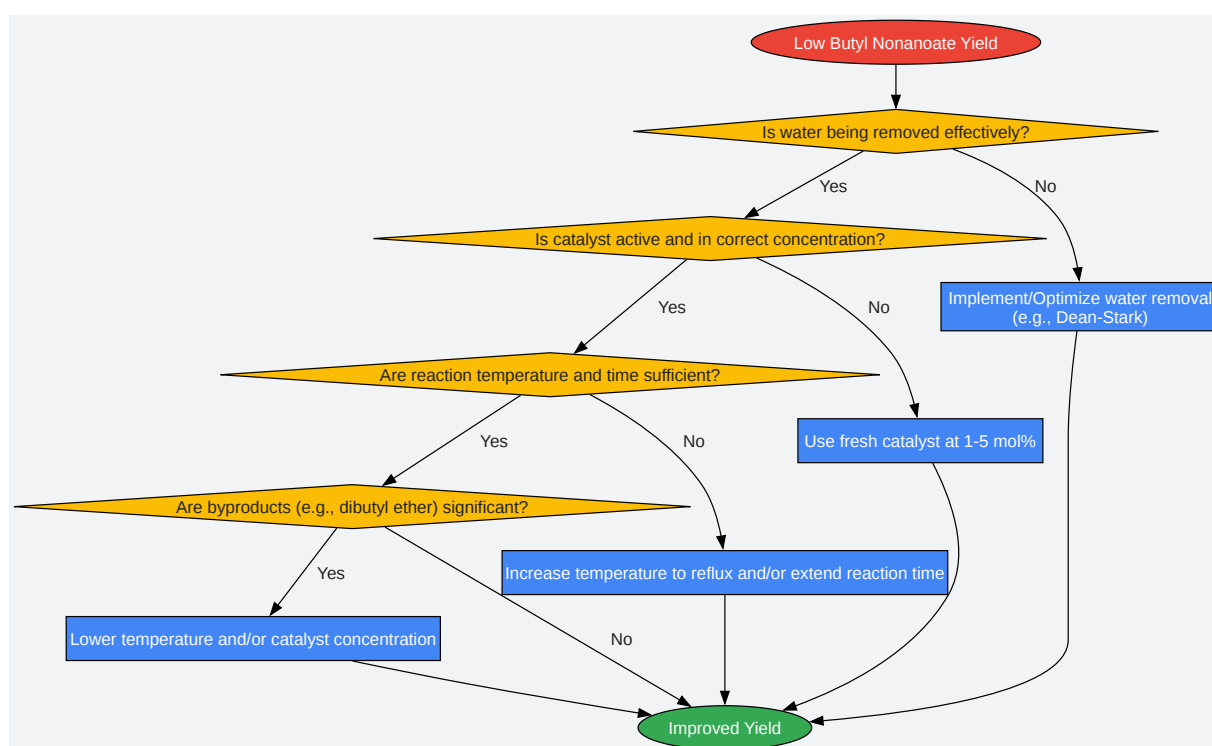 Low Butyl Nonanoate Yield
Is water being removed effectively?
Yes
No
Is catalyst active and in correct concentration?
Implement/Optimize water removal
(e.g., Dean-Stark)
Yes
No
Are reaction temperature and time sufficient?
Use fresh catalyst at 1-5 mol%
Yes
No
Are byproducts (e.g., dibutyl ether) significant?
Yes
Increase temperature to reflux and/or extend reaction time
Lower temperature and/or catalyst concentration
No
Improved Yield